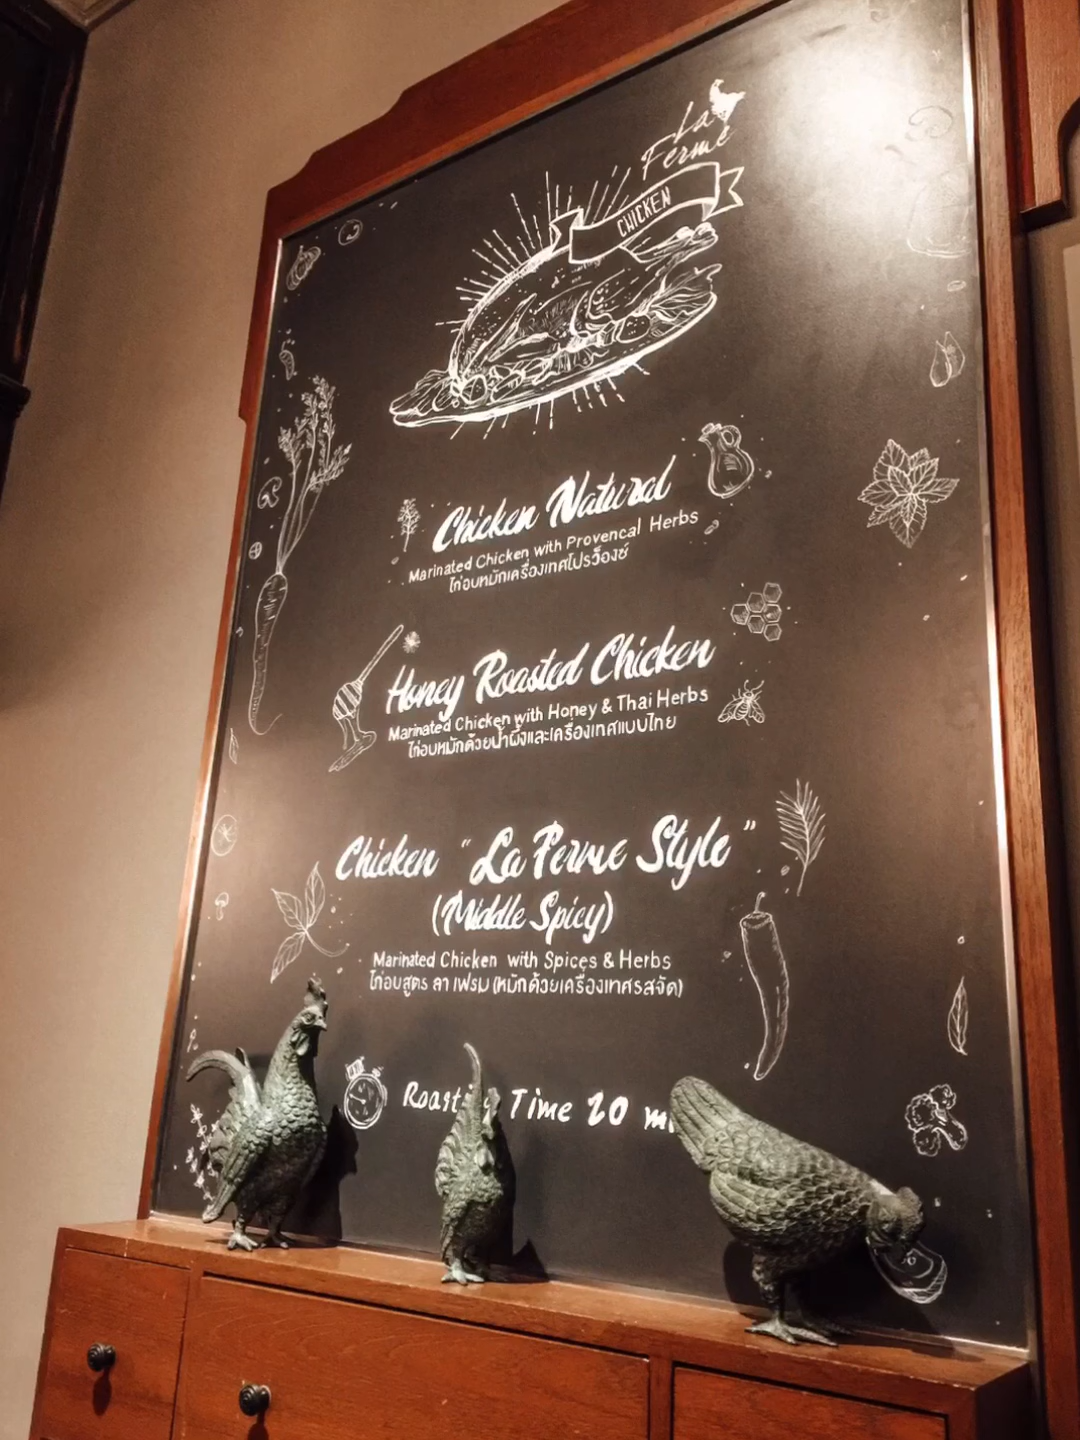 La
Ferme
CHICKEN
Chicken Natural
Marinated Chicken with Provencal Herbs
ไก่อบหมักเครื่องเทศโปรว็องซ์
Honey Roasted Chicken
Marinated Chicken with Honey & Thai Herbs
ไก่อบหมักด้วยน้ำผึ้งและเครื่องเทศแบบไทย
Chicken "La Ferme Style"
(Middle Spicy)
Marinated Chicken with Spices & Herbs
ไก่อบสูตร ลา เฟรม (หมักด้วยเครื่องเทศรสจัด)
Time 20